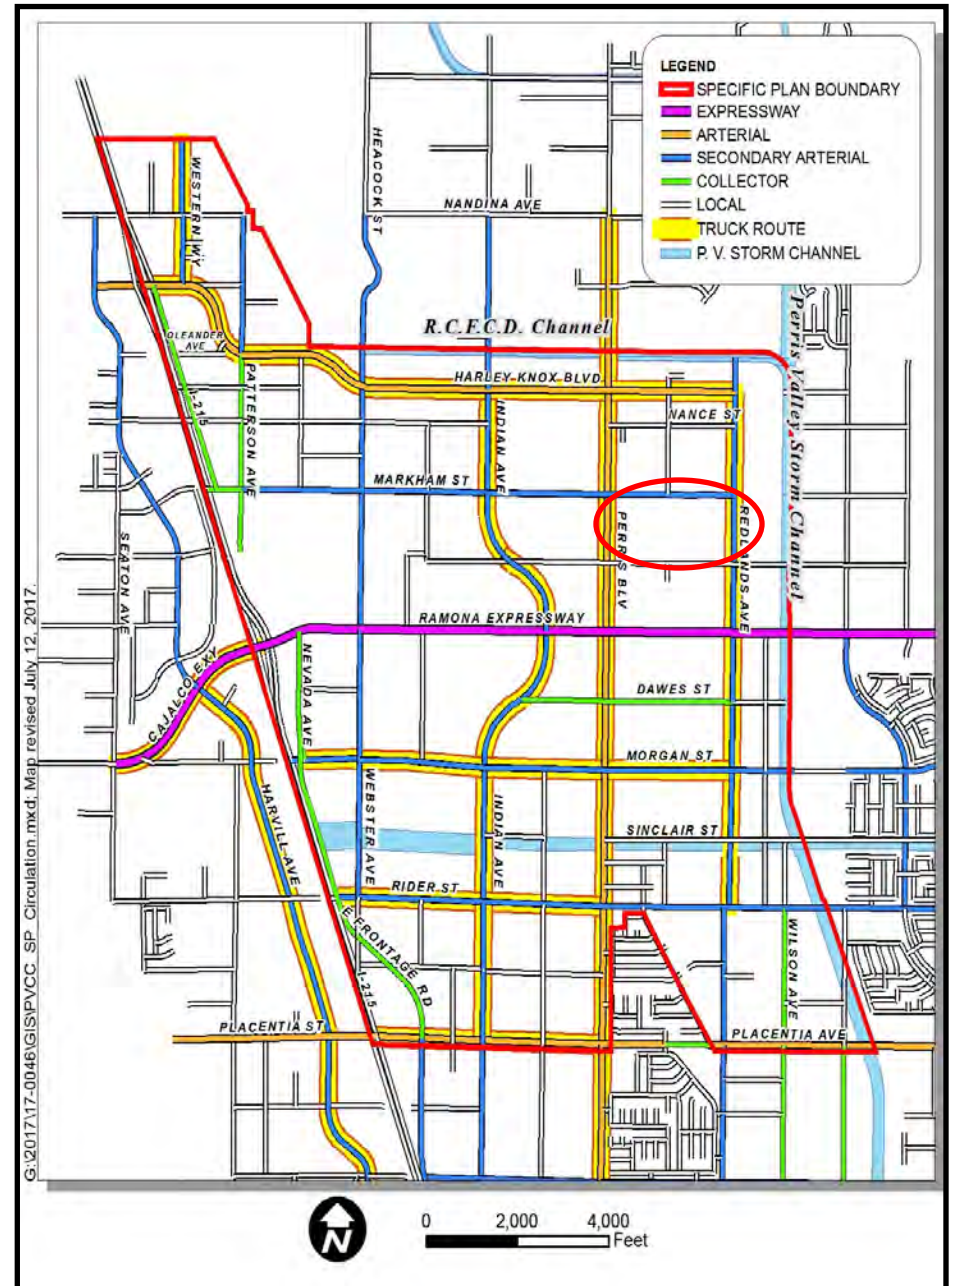 LEGEND
SPECIFIC PLAN BOUNDARY
EXPRESSWAY
ARTERIAL
SECONDARY ARTERIAL
COLLECTOR
LOCAL
TRUCK ROUTE
P. V. STORM CHANNEL
HEACOCK ST
WESTERN WY
NANDINA AVE
R.C.F.C.D. Channel
Perris Valley Storm Channel
OLEANDER
AVE
HARLEY KNOX BLVD
PATTERSON AVE
I-215
INDIAN AVE
NANCE ST
MARKHAM ST
PERRIS BLV
REDLANDS AVE
SEATON AVE
RAMONA EXPRESSWAY
CAJALCO EXY
NEVADA AVE
DAWES ST
MORGAN ST
HARVILL AVE
WEBSTER AVE
INDIAN AVE
SINCLAIR ST
RIDER ST
E FRONTAGE RD
WILSON AVE
I-215
PLACENTIA ST
PLACENTIA AVE
G:\2017\17-0046\GIS\PVCC_SP_Circulation.mxd; Map revised July 12, 2017.
N
0 2,000 4,000
Feet